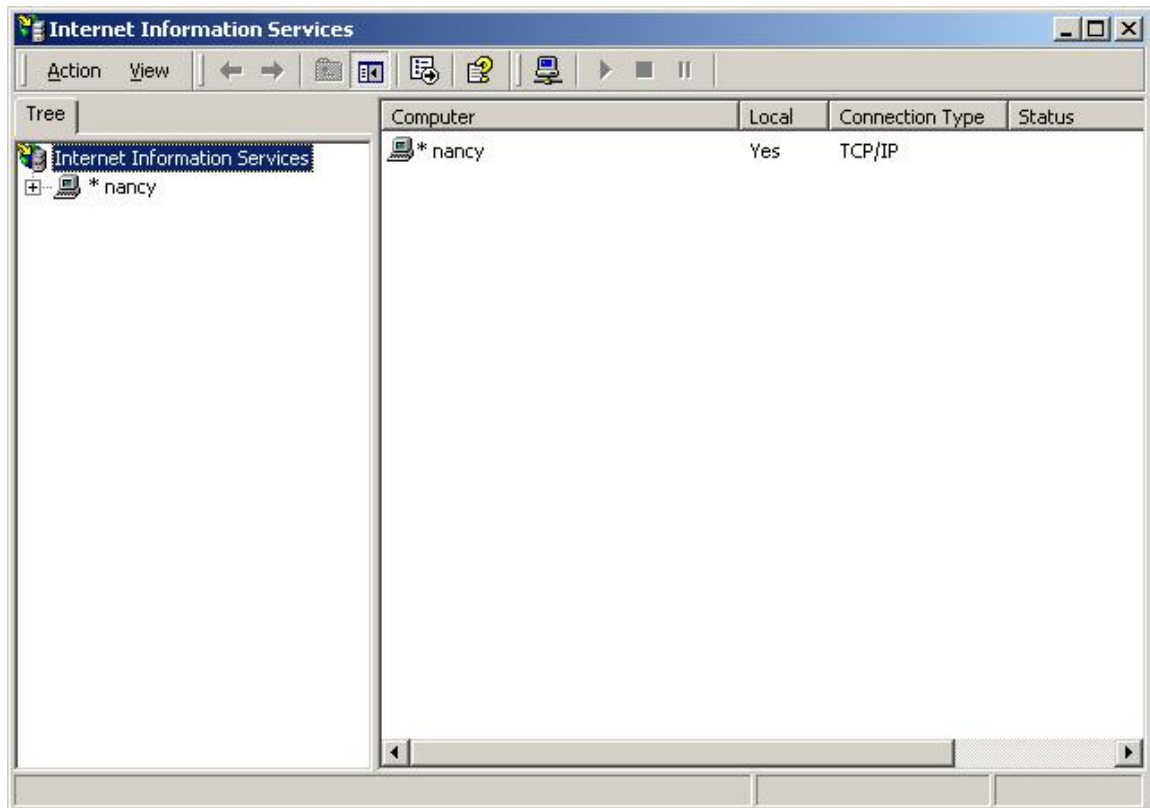 Internet Information Services
Action View
Tree
Internet Information Services
* nancy
Computer Local Connection Type Status
* nancy Yes TCP/IP